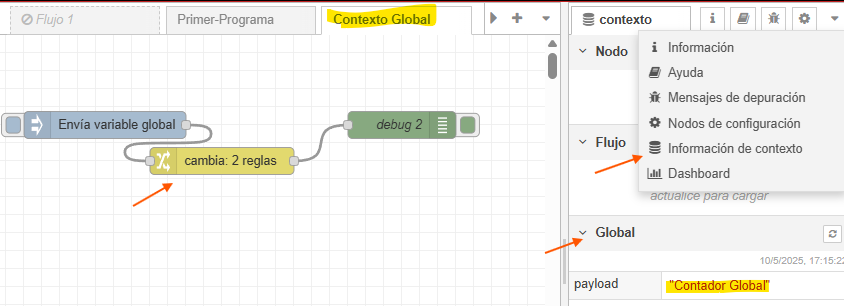 Flujo 1
Primer-Programa
Contexto Global
contexto
Información
Ayuda
Mensajes de depuración
Nodos de configuración
Información de contexto
Dashboard
Nodo
Flujo
actualice para cargar
Envía variable global
cambia: 2 reglas
debug 2
Global
10/5/2025, 17:15:22
payload
"Contador Global"